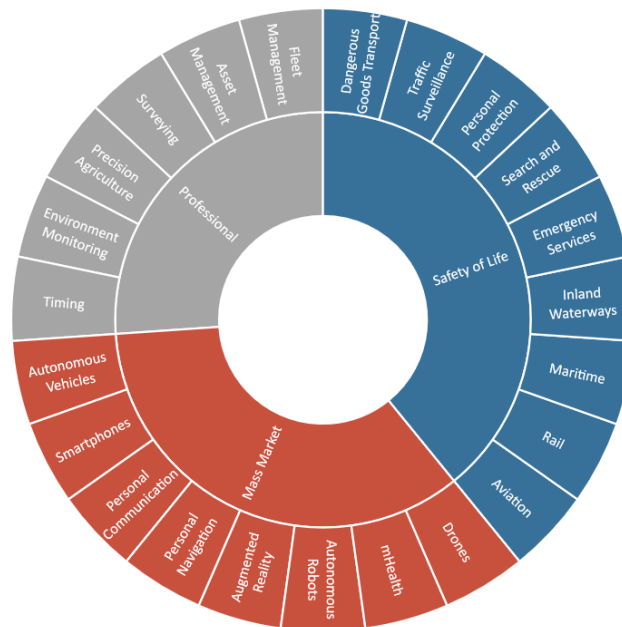 Dangerous
Goods Transport
Traffic
Surveillance
Personal
Protection
Search and
Rescue
Emergency
Services
Inland
Waterways
Maritime
Rail
Aviation
Safety of Life
Drones
mHealth
Autonomous
Robots
Augmented
Reality
Personal
Navigation
Personal
Communication
Smartphones
Autonomous
Vehicles
Mass Market
Timing
Environment
Monitoring
Precision
Agriculture
Surveying
Asset
Management
Fleet
Management
Professional